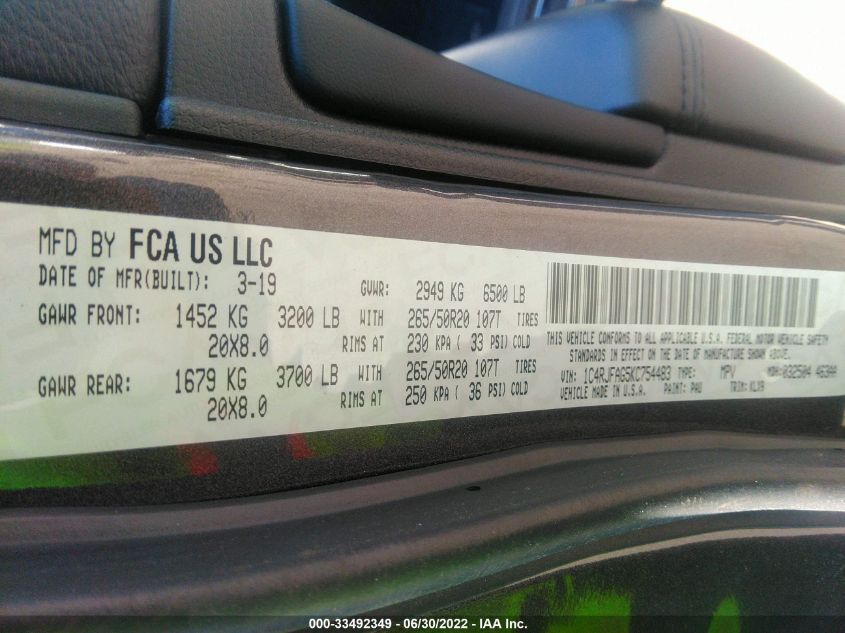 MFD BY FCA US LLC
DATE OF MFR(BUILT): 3-19 GVWR: 2949 KG 6500 LB
GAWR FRONT: 1452 KG 3200 LB WITH 265/50R20 107T TIRES
20X8.0 RIMS AT 230 KPA ( 33 PSI) COLD
GAWR REAR: 1679 KG 3700 LB WITH 265/50R20 107T TIRES
20X8.0 RIMS AT 250 KPA ( 36 PSI) COLD
THIS VEHICLE CONFORMS TO ALL APPLICABLE U.S.A. FEDERAL MOTOR VEHICLE SAFETY
STANDARDS IN EFFECT ON THE DATE OF MANUFACTURE SHOWN ABOVE.
VIN: 1C4RJFAG5KC754483 TYPE: MPV MDH: 032504 463AA
VEHICLE MADE IN U.S.A. PAINT: PAU TRIM:
000-33492349 - 06/30/2022 - IAA Inc.